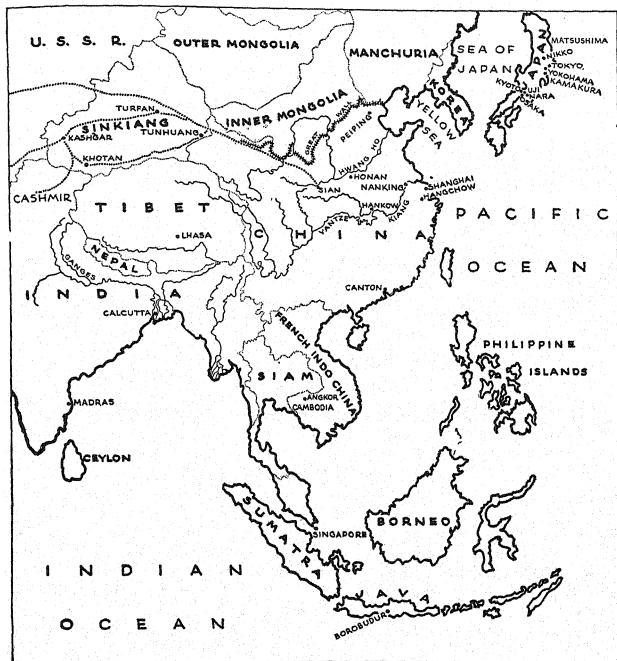 U. S. S. R.
OUTER MONGOLIA
MANCHURIA
SEA OF
JAPAN
JAPAN
MATSUSHIMA
NIKKO
TOKYO,
YOKOHAMA
KAMAKURA
KYOTO
UJI
NARA
OSAKA
KOREA
YELLOW
SEA
INNER MONGOLIA
PEIPING
TURFAN
SINKIANG
TUNHUANG
KASHGAR
KHOTAN
CASHMIR
HWANG HO
HONAN
SIAN
NANKING
SHANGHAI
HANGCHOW
HANKOW
YANTZE
KIANG
TIBET
LHASA
CHINA
PACIFIC
OCEAN
NEPAL
GANGES
INDIA
CALCUTTA
CANTON
FRENCH INDO CHINA
SIAM
ANGKOR
CAMBODIA
PHILIPPINE
ISLANDS
MADRAS
CEYLON
SINGAPORE
BORNEO
SUMATRA
INDIAN
OCEAN
JAVA
BOROBUDUR